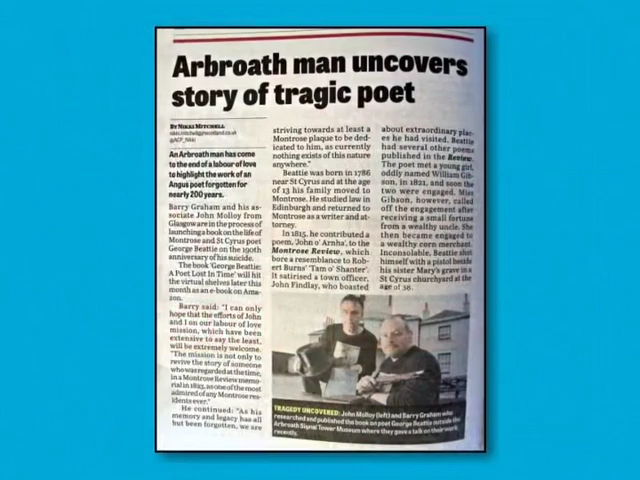 Arbroath man uncovers
story of tragic poet
BY NIKKI MITCHELL
@ACP_Nikki
An Arbroath man has come
to the end of a labour of love
to highlight the work of an
Angus poet forgotten for
nearly 200 years.
Barry Graham and his as-
sociate John Molloy from
Glasgow are in the process of
launching a book on the life of
Montrose and St Cyrus poet
George Beattie on the 190th
anniversary of his suicide.
The book 'George Beattie:
A Poet Lost In Time' will hit
the virtual shelves later this
month as an e-book on Ama-
zon.
Barry said: "I can only
hope that the efforts of John
and I on our labour of love
mission, which have been
extensive to say the least,
will be extremely welcome.
"The mission is not only to
revive the story of someone
who was regarded at the time,
in a Montrose Review memo-
rial in 1823, as one of the most
admired of any Montrose res-
idents ever."
He continued: "As his
memory and legacy has all
but been forgotten, we are
striving towards at least a
Montrose plaque to be ded-
icated to him, as currently
nothing exists of this nature
anywhere."
Beattie was born in 1786
near St Cyrus and at the age
of 13 his family moved to
Montrose. He studied law in
Edinburgh and returned to
Montrose as a writer and at-
torney.
In 1815, he contributed a
poem, 'John o' Arnha', to the
Montrose Review, which
bore a resemblance to Rob-
ert Burns' 'Tam o' Shanter'.
It satirised a town officer,
John Findlay, who boasted
about extraordinary plac-
es he had visited. Beattie
had several other poems
published in the Review.
The poet met a young girl,
oddly named William Gib-
son, in 1821, and soon the
two were engaged. Miss
Gibson, however, called
off the engagement after
receiving a small fortune
from a wealthy uncle. She
then became engaged to
a wealthy corn merchant.
Inconsolable, Beattie shot
himself with a pistol beside
his sister Mary's grave in a
St Cyrus churchyard at the
age of 36.
TRAGEDY UNCOVERED: John Molloy (left) and Barry Graham who
researched and published the book on poet George Beattie outside the
Arbroath Signal Tower Museum where they gave a talk on their work
recently.